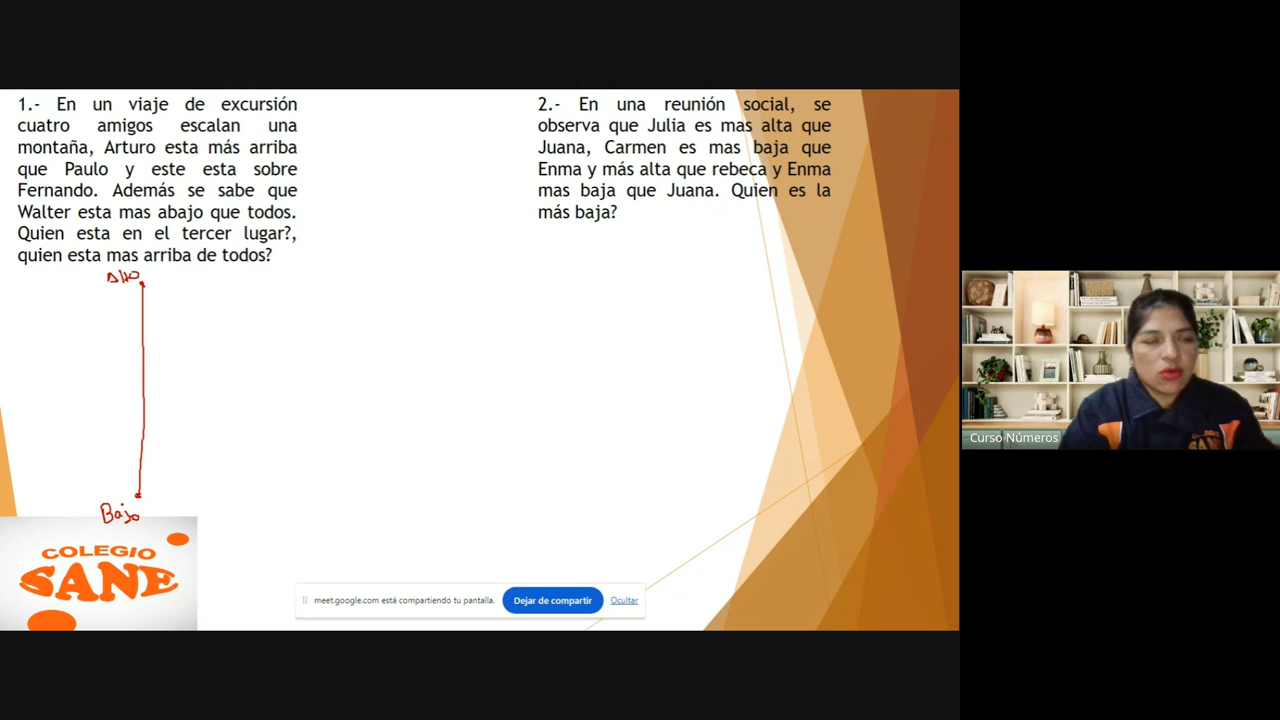 1.- En un viaje de excursión
cuatro amigos escalan una
montaña, Arturo esta más arriba
que Paulo y este esta sobre
Fernando. Además se sabe que
Walter esta mas abajo que todos.
Quien esta en el tercer lugar?,
quien esta mas arriba de todos?
Alto
Bajo
2.- En una reunión social, se
observa que Julia es mas alta que
Juana, Carmen es mas baja que
Enma y más alta que rebeca y Enma
mas baja que Juana. Quien es la
más baja?
COLEGIO
SANE
meet.google.com está compartiendo tu pantalla.
Dejar de compartir
Ocultar
Curso Números